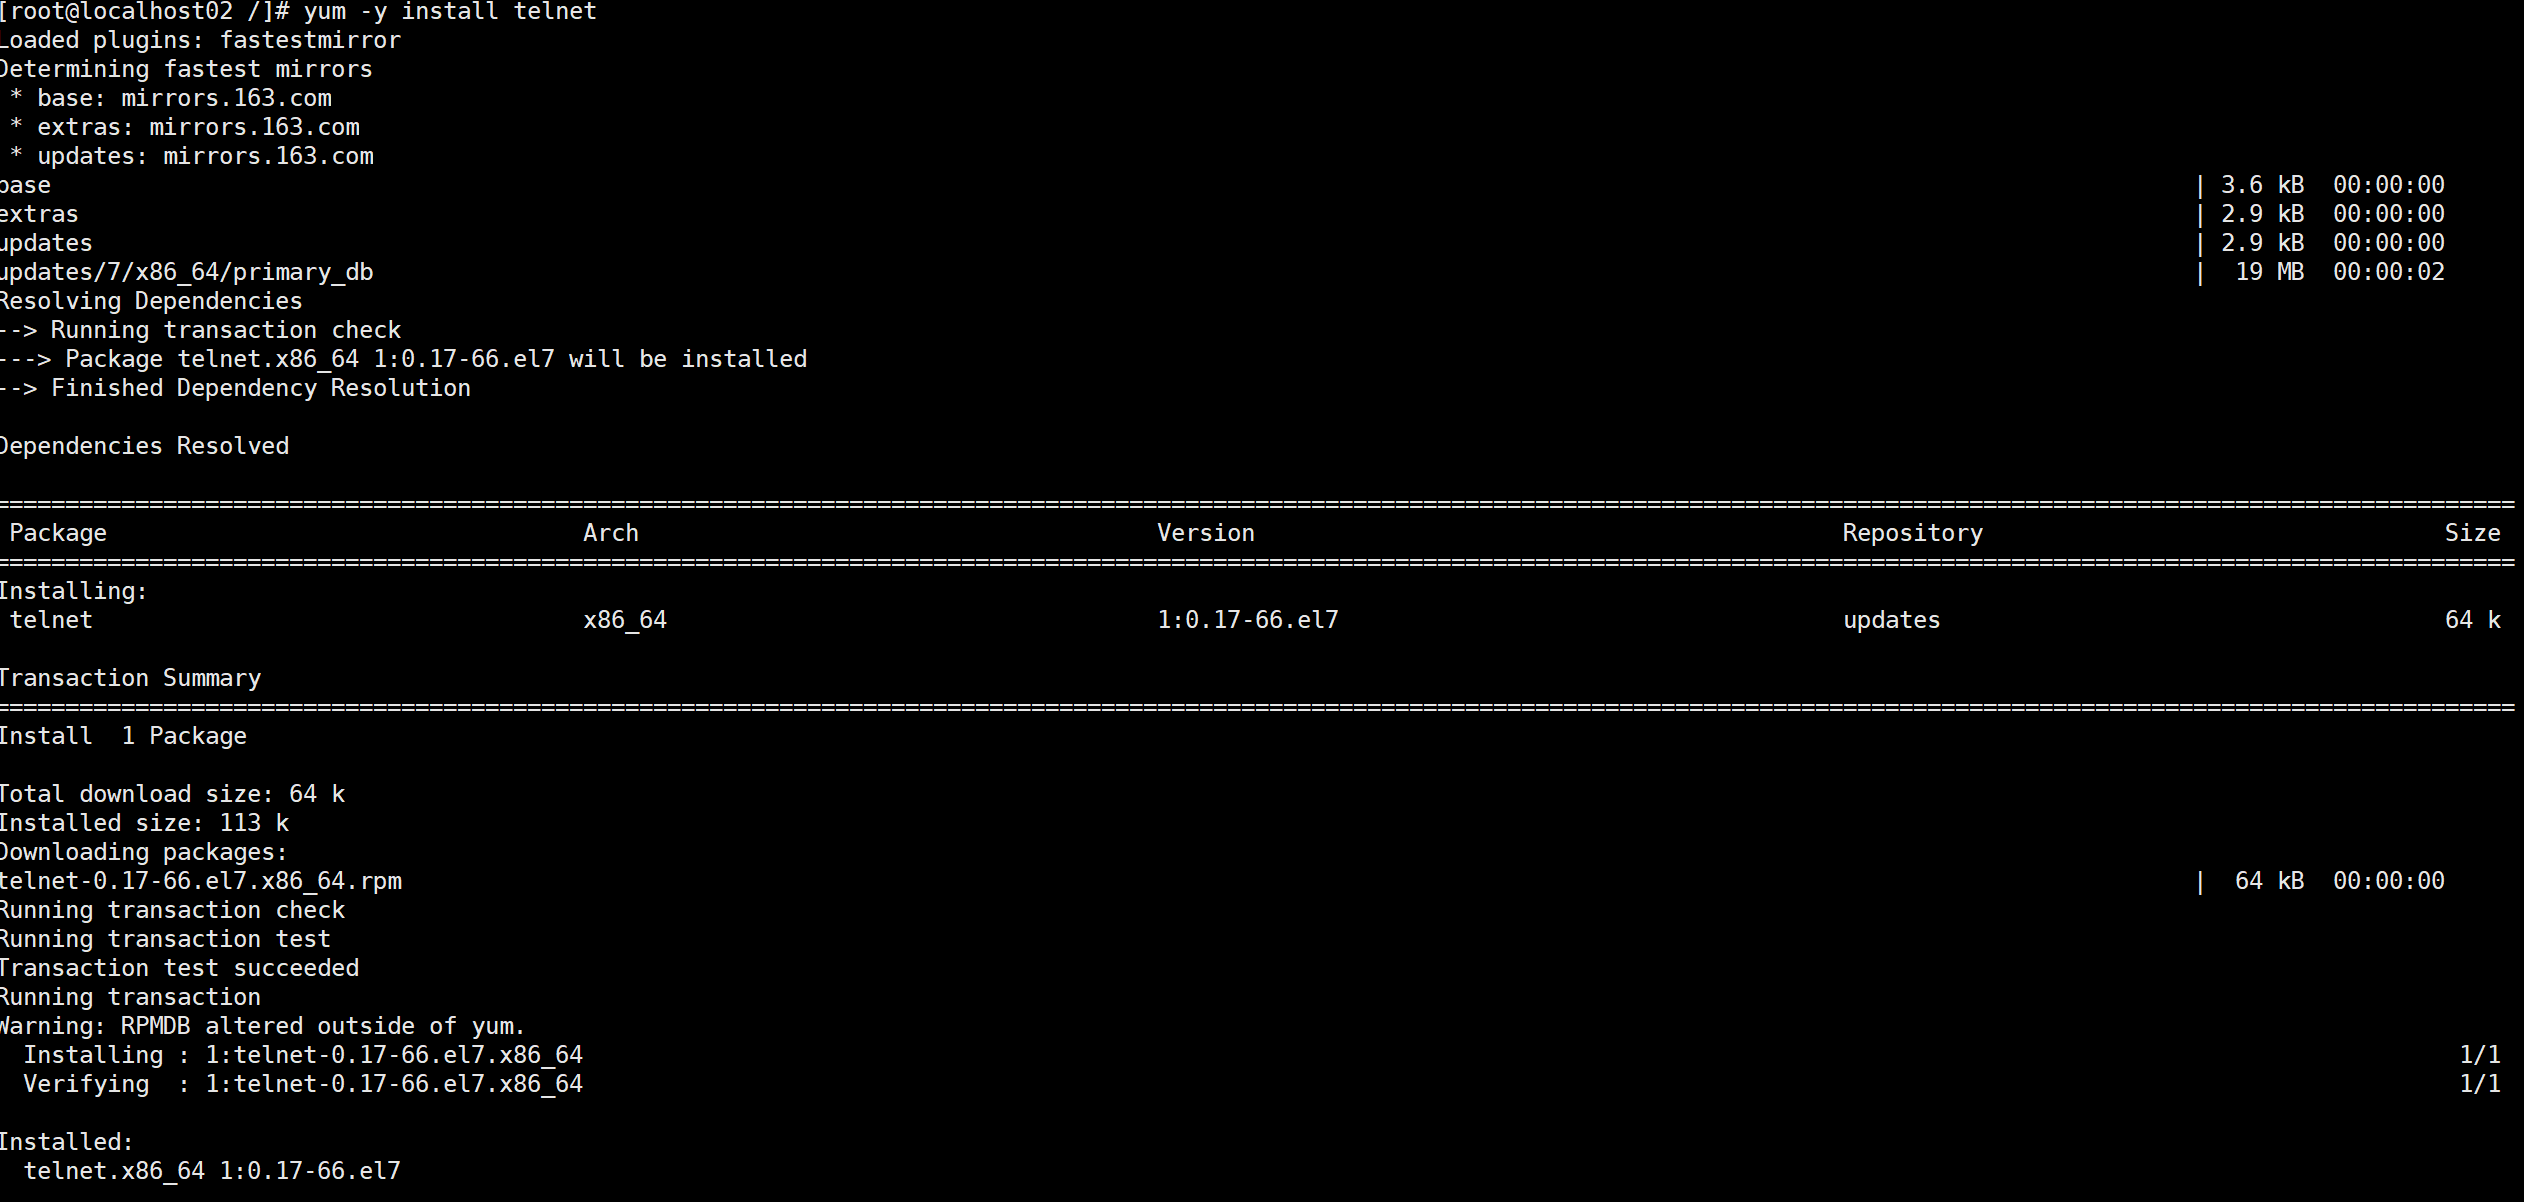 [root@localhost02 /]# yum -y install telnet
Loaded plugins: fastestmirror
Determining fastest mirrors
 * base: mirrors.163.com
 * extras: mirrors.163.com
 * updates: mirrors.163.com
base | 3.6 kB 00:00:00
extras | 2.9 kB 00:00:00
updates | 2.9 kB 00:00:00
updates/7/x86_64/primary_db | 19 MB 00:00:02
Resolving Dependencies
--> Running transaction check
---> Package telnet.x86_64 1:0.17-66.el7 will be installed
--> Finished Dependency Resolution
Dependencies Resolved
Package Arch Version Repository Size
Installing:
telnet x86_64 1:0.17-66.el7 updates 64 k
Transaction Summary
Install 1 Package
Total download size: 64 k
Installed size: 113 k
Downloading packages:
telnet-0.17-66.el7.x86_64.rpm | 64 kB 00:00:00
Running transaction check
Running transaction test
Transaction test succeeded
Running transaction
Warning: RPMDB altered outside of yum.
Installing : 1:telnet-0.17-66.el7.x86_64 1/1
Verifying : 1:telnet-0.17-66.el7.x86_64 1/1
Installed:
telnet.x86_64 1:0.17-66.el7